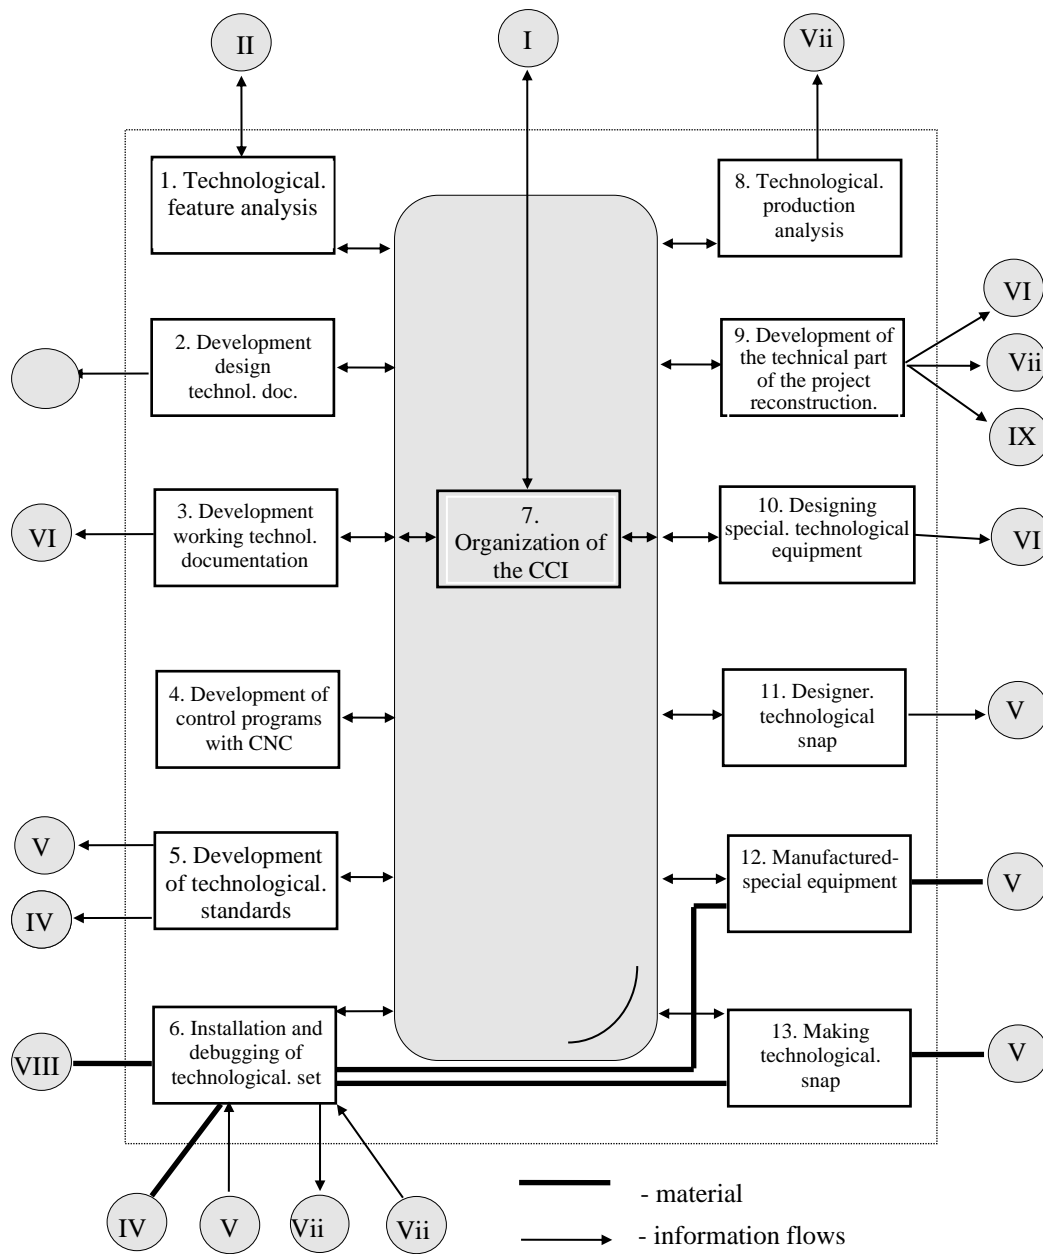 II
I
Vii
1. Technological.
feature analysis
8. Technological.
production
analysis
2. Development
design
technol. doc.
9. Development of
the technical part
of the project
reconstruction.
VI
Vii
IX
VI
3. Development
working technol.
documentation
7.
Organization of
the CCI
10. Designing
special. technological
equipment
VI
4. Development of
control programs
with CNC
11. Designer.
technological
snap
V
V
IV
5. Development
of technological.
standards
12. Manufactured-
special equipment
V
VIII
6. Installation and
debugging of
technological. set
13. Making
technological.
snap
V
IV
V
Vii
Vii
- material
- information flows